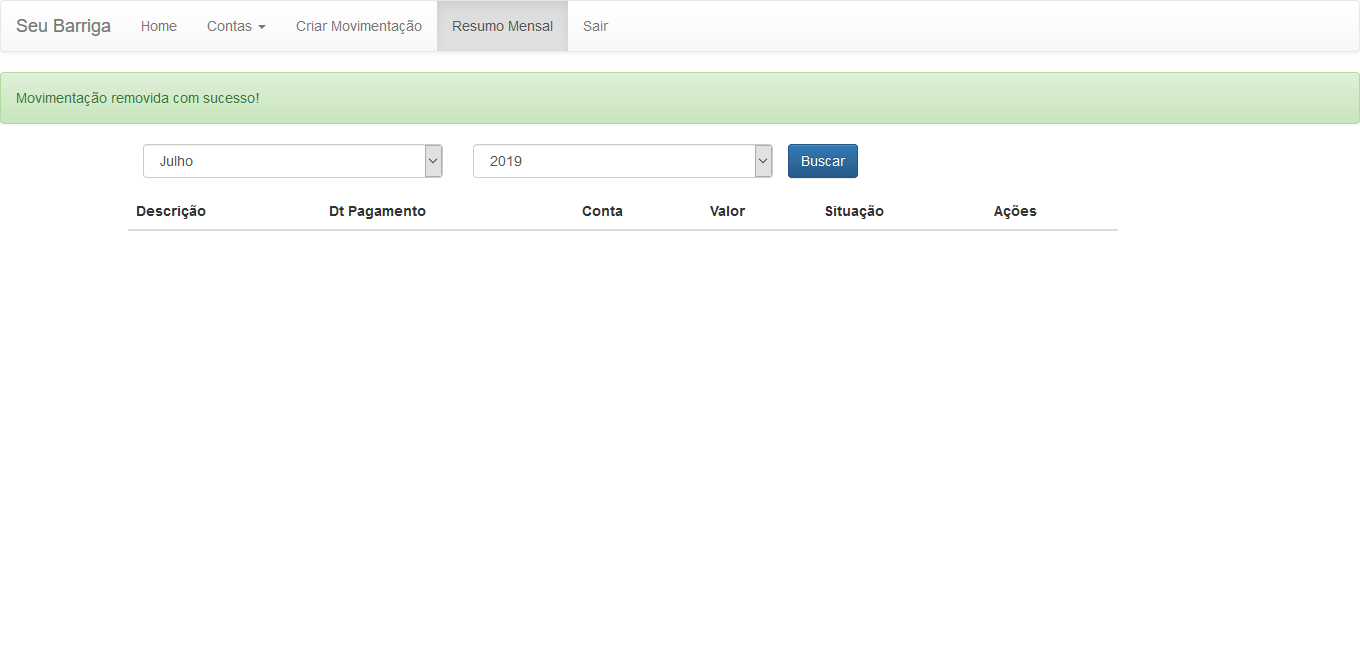 Seu Barriga Home Contas Criar Movimentação Resumo Mensal Sair
Movimentação removida com sucesso!
Julho 2019 Buscar
Descrição Dt Pagamento Conta Valor Situação Ações